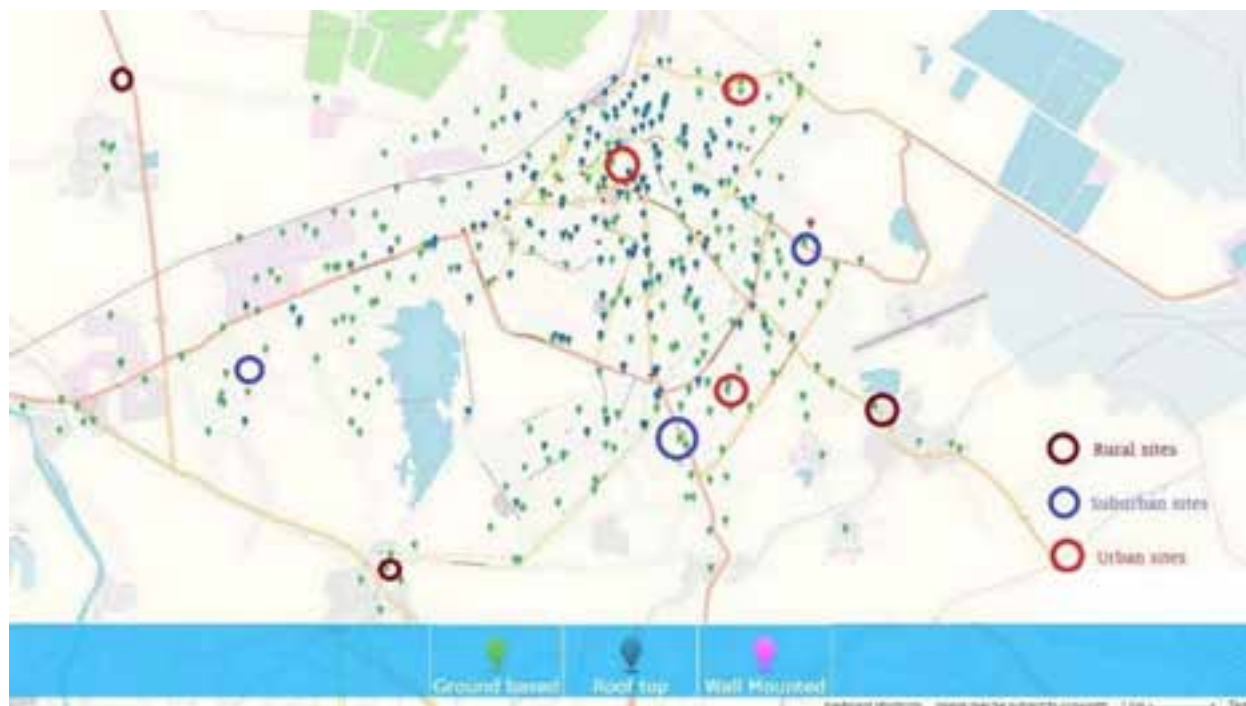 Rural sites
Suburban sites
Urban sites
Ground based
Roof top
Wall Mounted